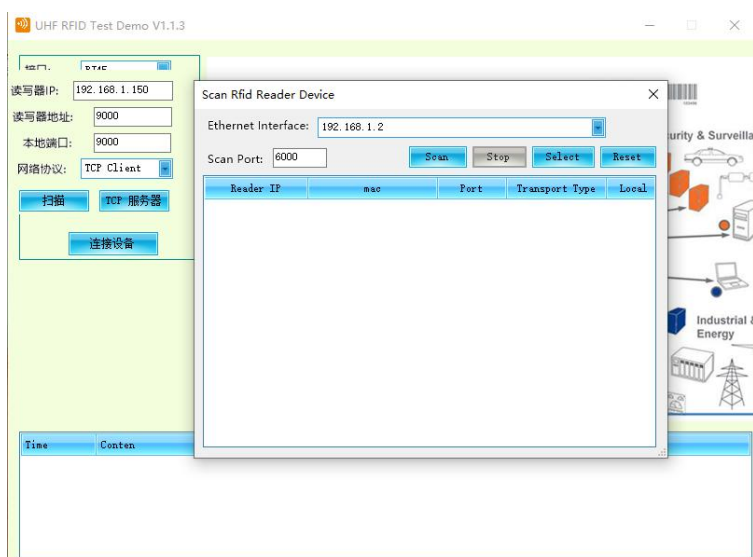 UHF RFID Test Demo V1.1.3
接口: RJ45
读写器IP: 192.168.1.150
读写器地址: 9000
本地端口: 9000
网络协议: TCP Client
扫描 TCP 服务器
连接设备
Scan Rfid Reader Device
Ethernet Interface: 192.168.1.2
Scan Port: 6000 Scan Stop Select Reset
Reader IP mac Port Transport Type Local
urity & Surveilla
Industrial &
Energy
Time Conten